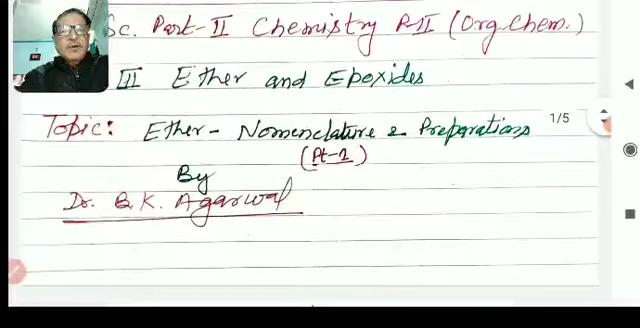 Sc. Part-II Chemistry P-II (Org. Chem.)
III Ether and Epoxides
Topic: Ether - Nomenclature & Preparations
1/5
(Pt-1)
By
Dr. B.K. Agarwal